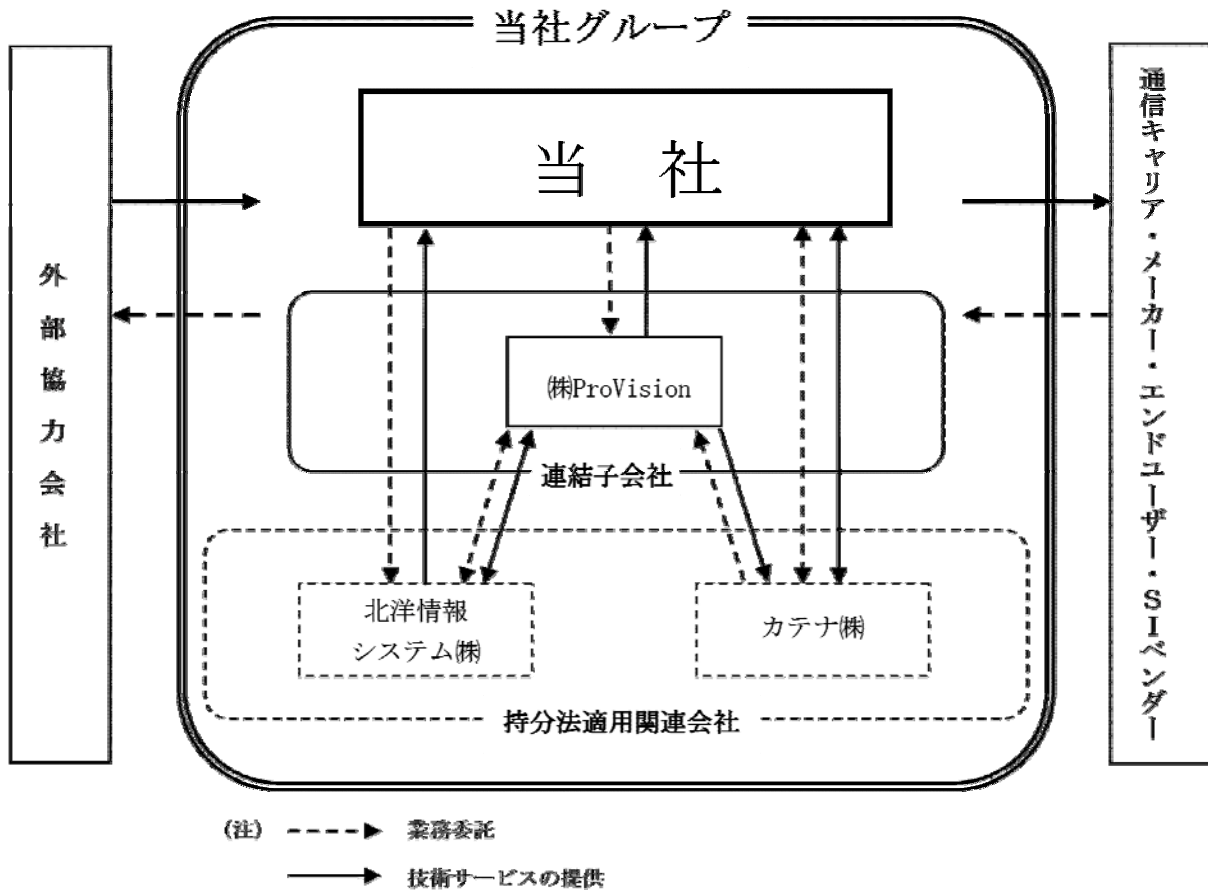 当社グループ
当 社
外部協力会社
通信キャリア・メーカー・エンドユーザー・SIベンダー
㈱ProVision
連結子会社
北洋情報
システム㈱
カテナ㈱
持分法適用関連会社
(注) 業務委託
技術サービスの提供